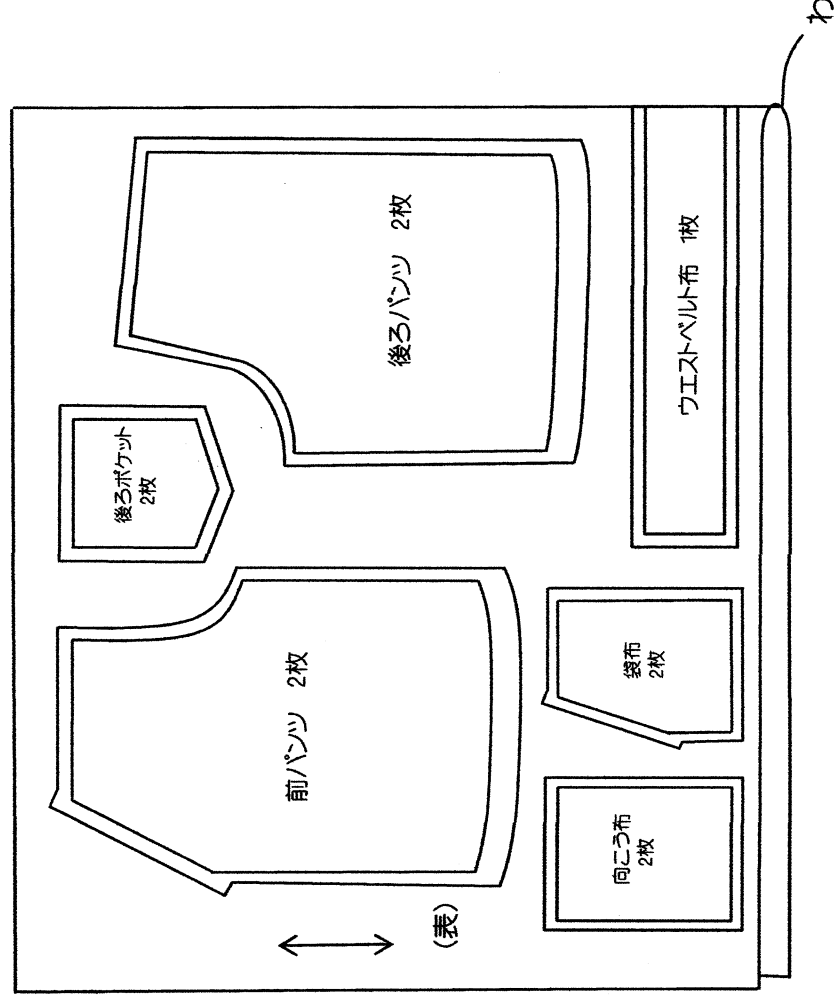 わ
後ろパンツ 2枚
ウエストベルト布 1枚
後ろポケット
2枚
前パンツ 2枚
袋布
2枚
向こう布
2枚
(表)